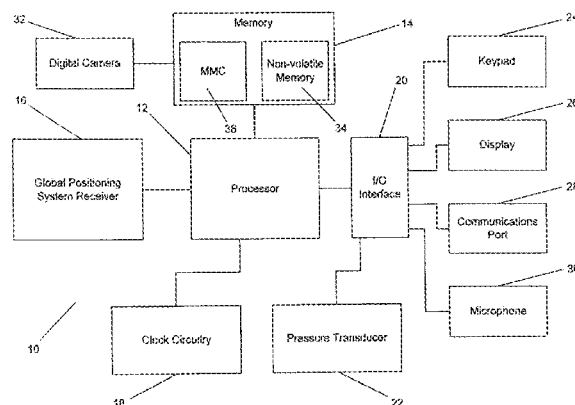 32
Digital Camera
Memory
MMC
38
Non-volatile
Memory
34
14
24
Keypad
16
Global Positioning
System Receiver
12
Processor
20
I/O
Interface
26
Display
28
Communications
Port
30
Microphone
10
Clock Circuitry
18
Pressure Transducer
22